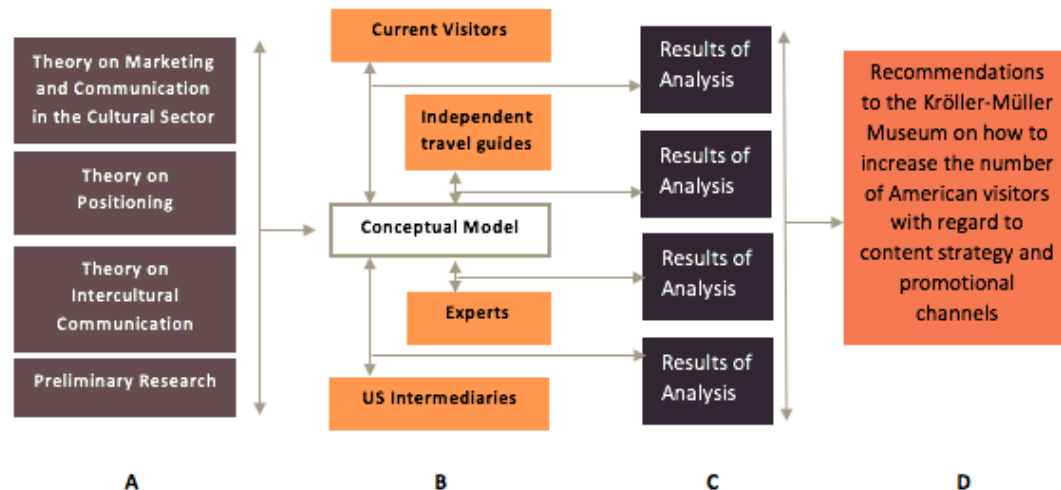 Theory on Marketing
and Communication
in the Cultural Sector
Theory on
Positioning
Theory on
Intercultural
Communication
Preliminary Research
Current Visitors
Independent
travel guides
Conceptual Model
Experts
US Intermediaries
Results of
Analysis
Results of
Analysis
Results of
Analysis
Results of
Analysis
Recommendations
to the Kröller-Müller
Museum on how to
increase the number
of American visitors
with regard to
content strategy and
promotional
channels
A
B
C
D